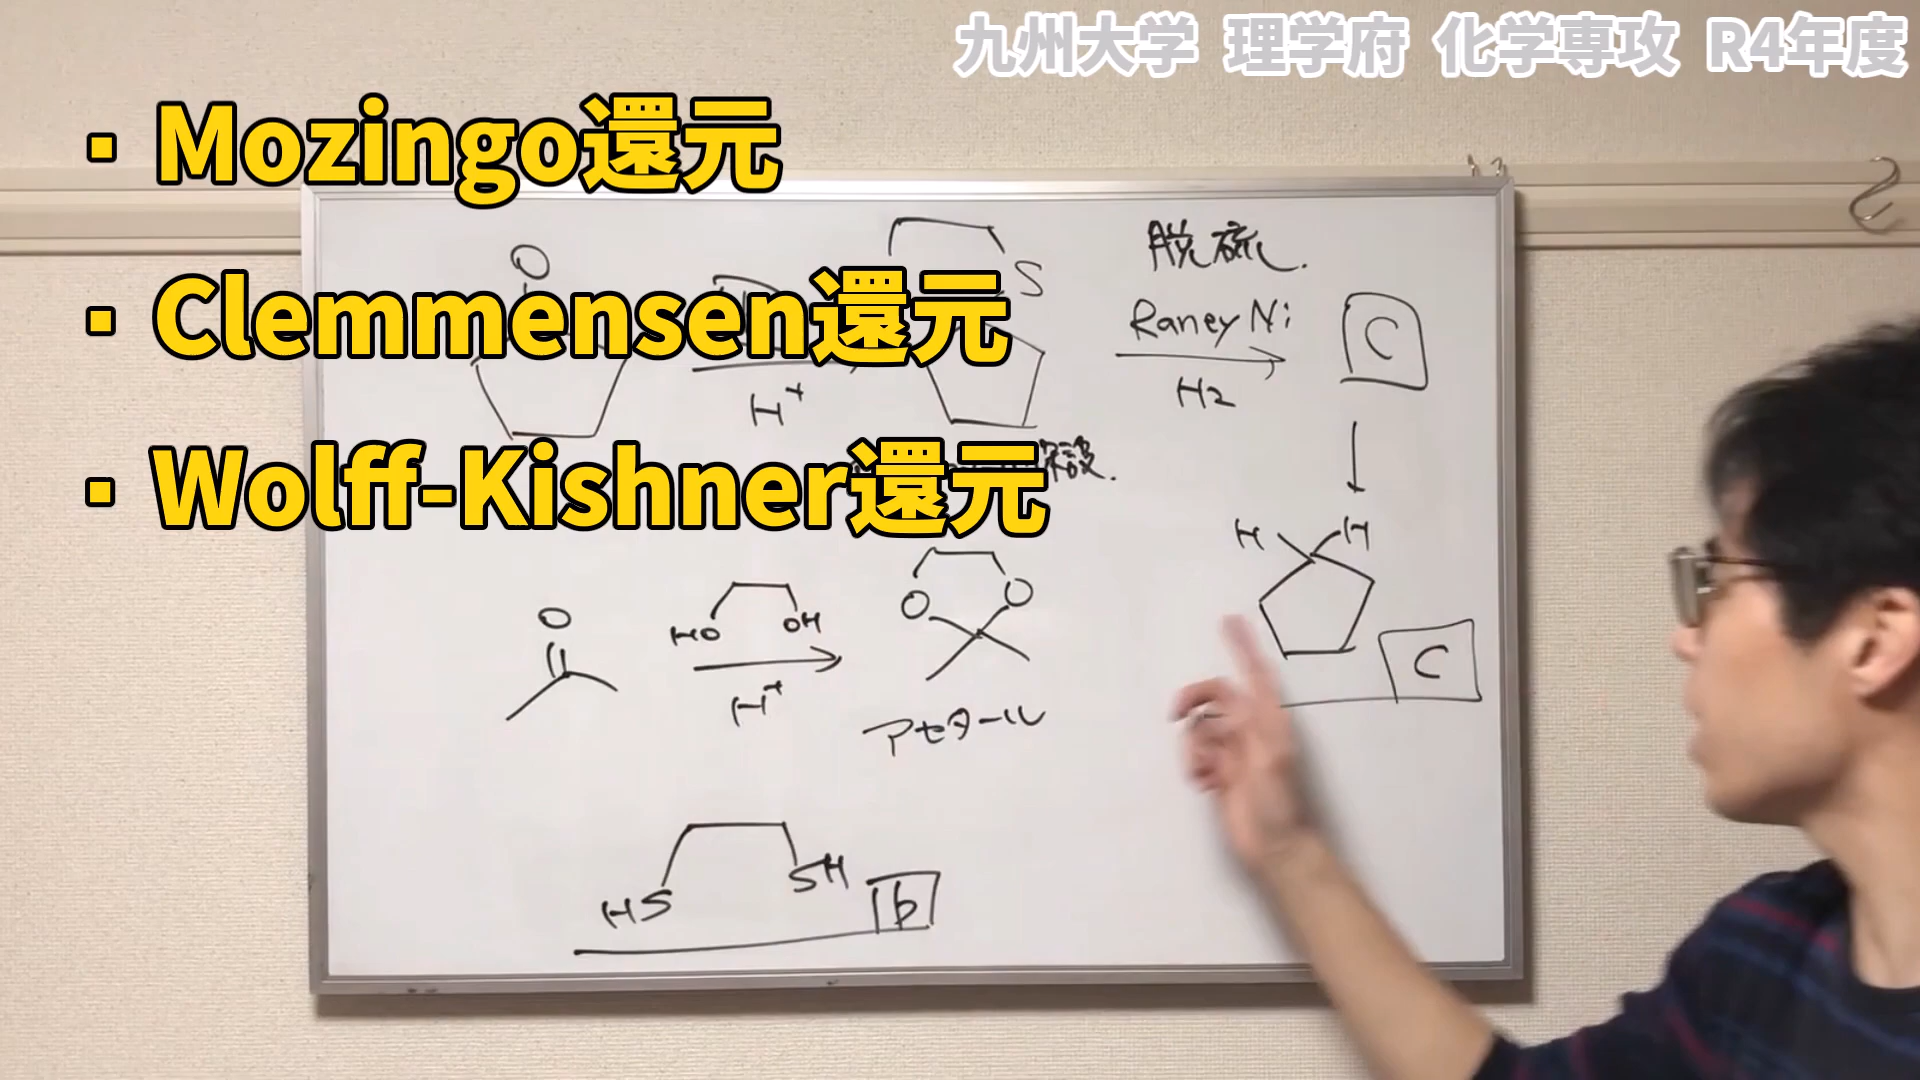 九州大学 理学府 化学専攻 R4年度
・Mozingo還元
・Clemmensen還元
・Wolff-Kishner還元
O
S
脱硫.
Raney Ni
H2
C
H+
H H
O
HO OH
H+
O O
アセタール
C
HS SH
b